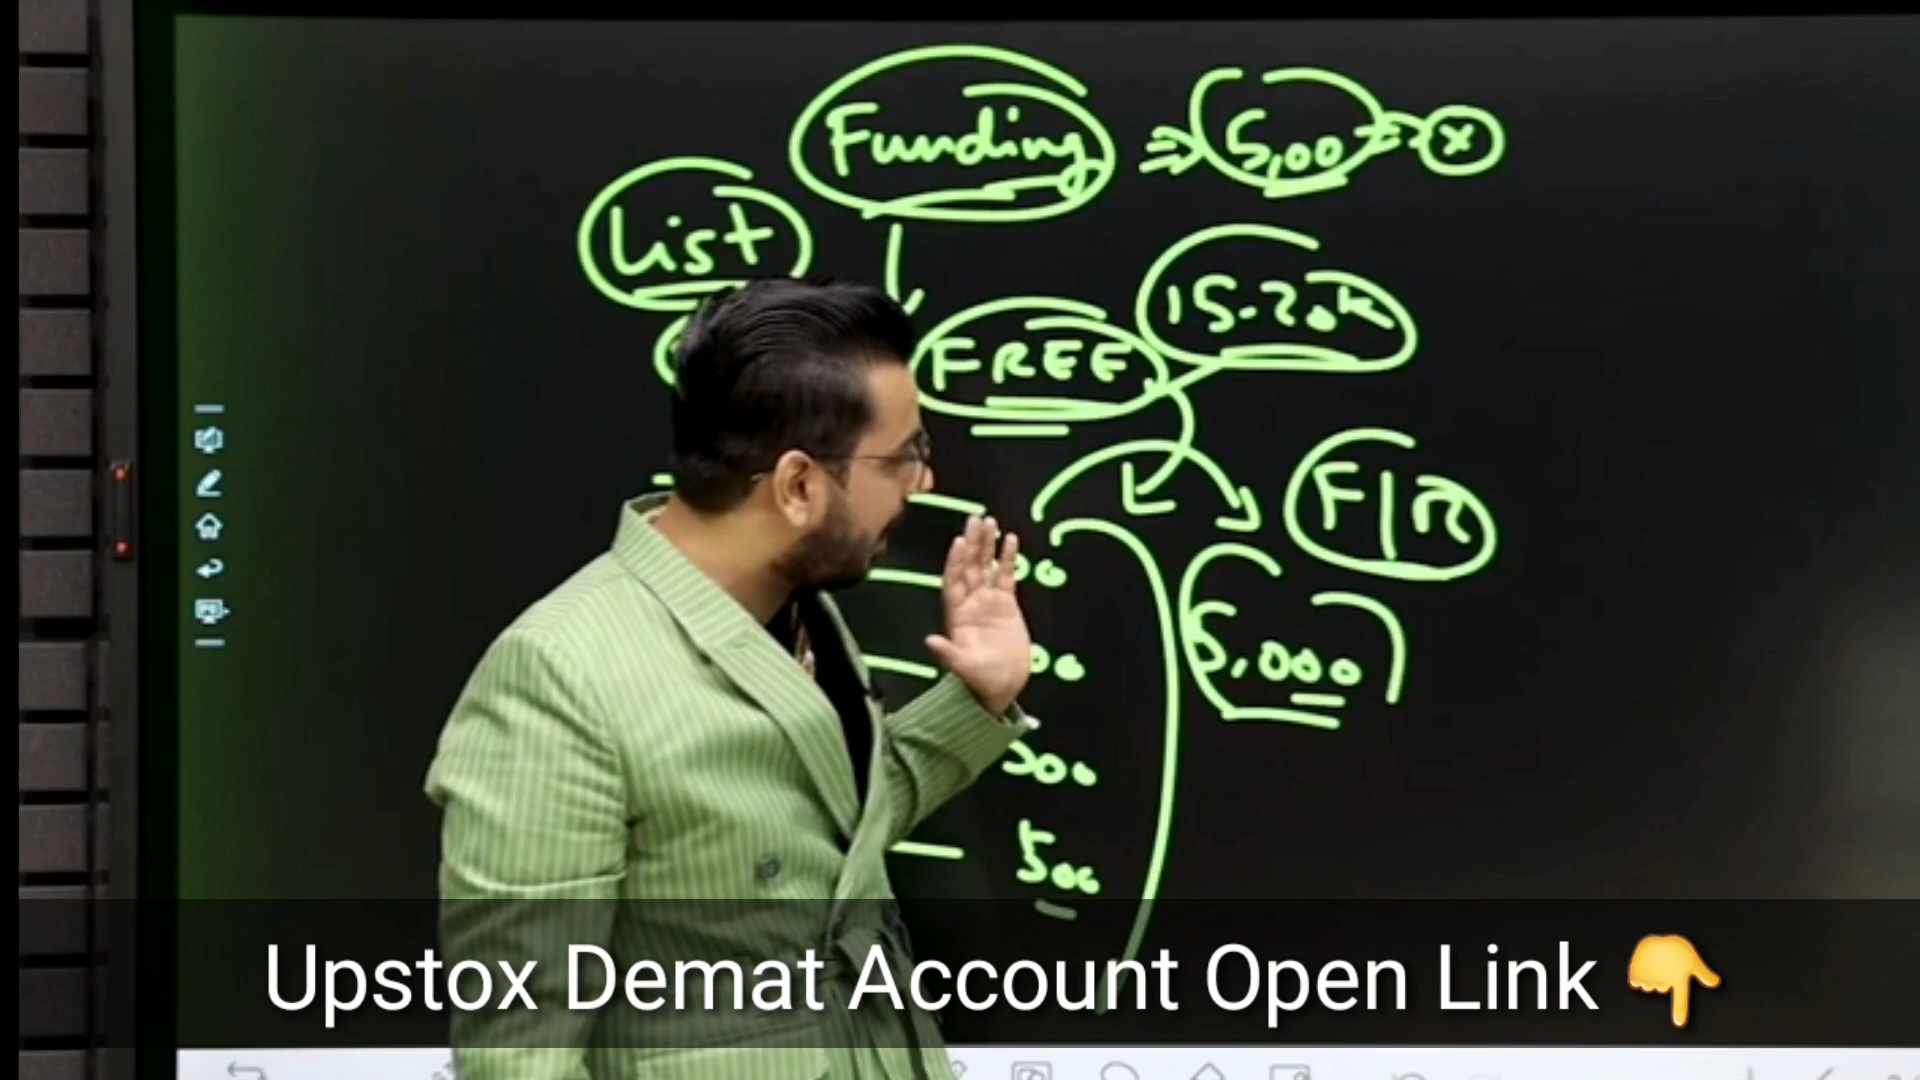 Funding ⇒ 5,00 ⇒ x
List
FREE 15-20k
F|R
5,000
500
Upstox Demat Account Open Link 👇